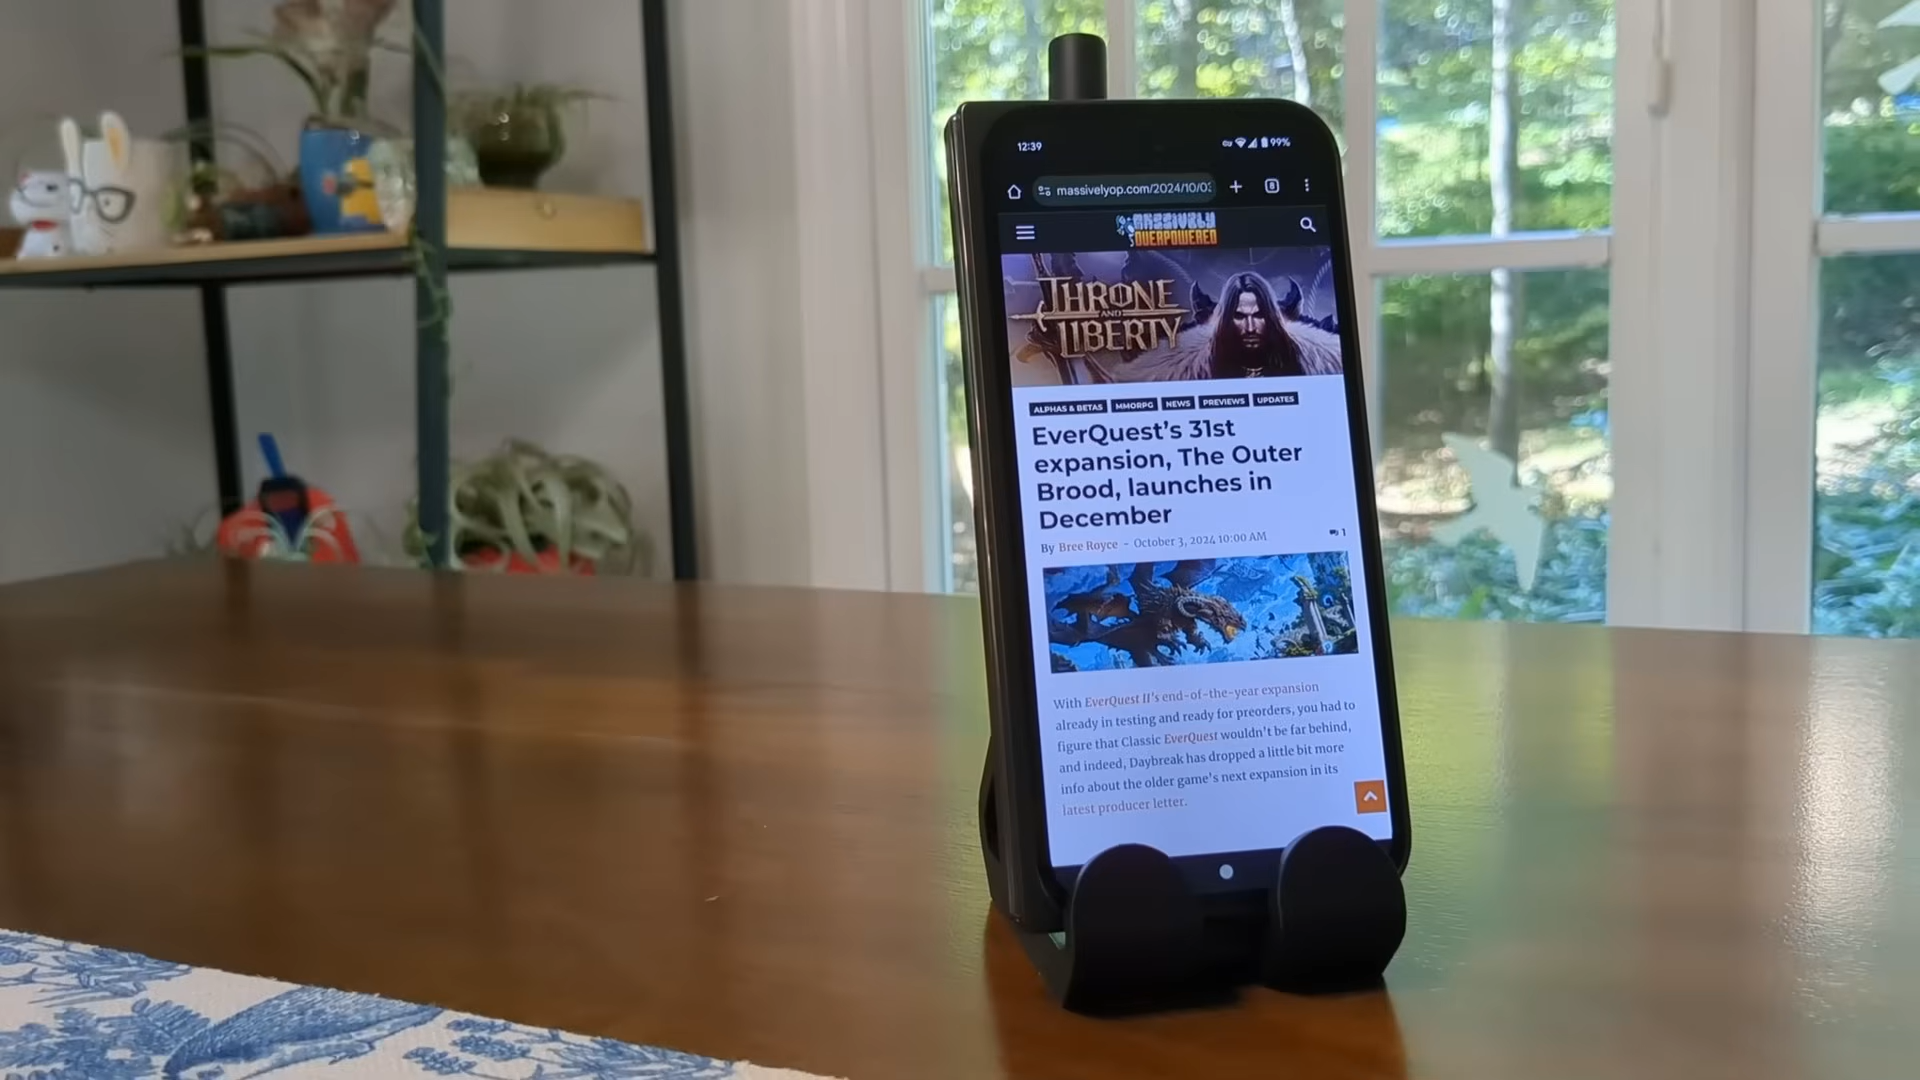 12:39
99%
massivelyop.com/2024/10/03
8
MASSIVELY
OVERPOWERED
THRONE
AND
LIBERTY
ALPHAS & BETAS MMORPG NEWS PREVIEWS UPDATES
EverQuest’s 31st
expansion, The Outer
Brood, launches in
December
By Bree Royce - October 3, 2024 10:00 AM 1
With EverQuest II’s end-of-the-year expansion
already in testing and ready for preorders, you had to
figure that Classic EverQuest wouldn’t be far behind,
and indeed, Daybreak has dropped a little bit more
info about the older game’s next expansion in its
latest producer letter.